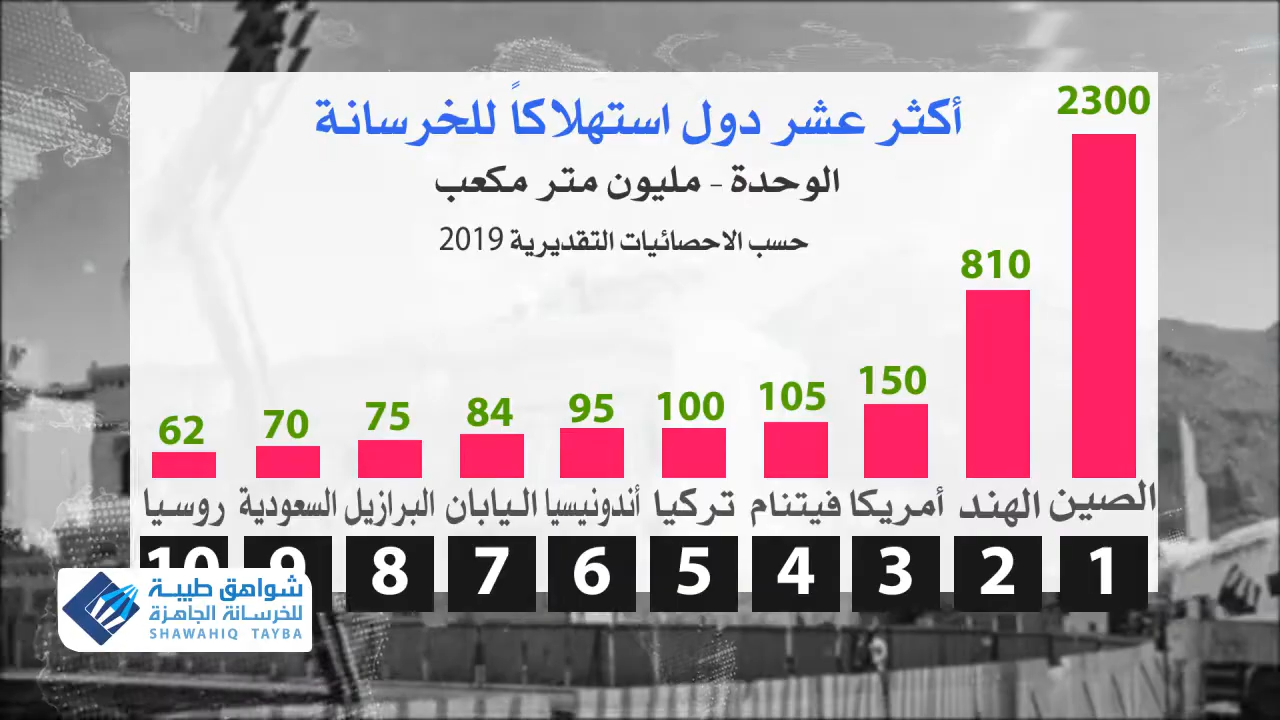 أكثر عشر دول استهلاكاً للخرسانة
الوحدة - مليون متر مكعب
حسب الاحصائيات التقديرية 2019
2300
810
150
105
100
95
84
75
70
62
الصين
الهند
أمريكا
فيتنام
تركيا
أندونيسيا
اليابان
البرازيل
السعودية
روسيا
1
2
3
4
5
6
7
8
9
10
شواهق طيبة
للخرسانة الجاهزة
SHAWAHIQ TAYBA